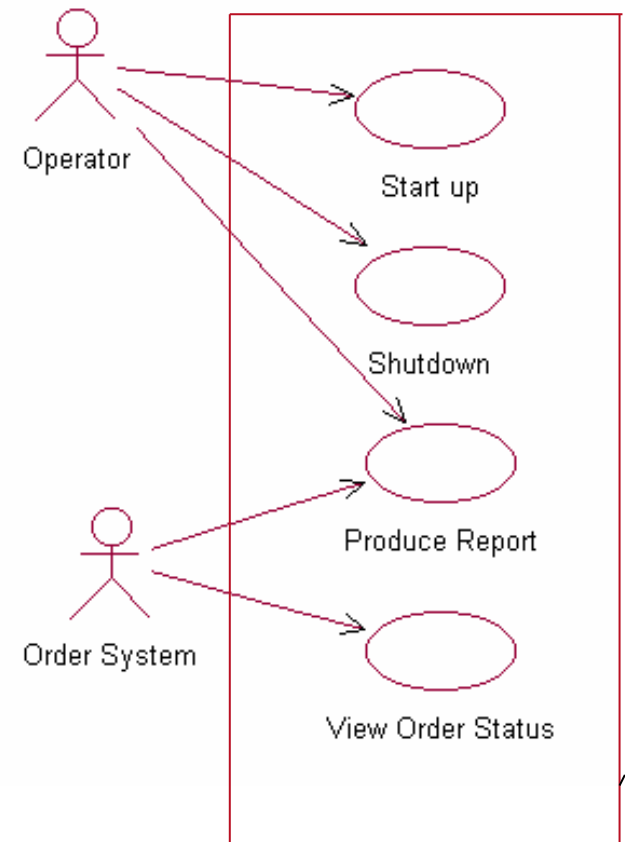 Operator
Start up
Shutdown
Produce Report
Order System
View Order Status